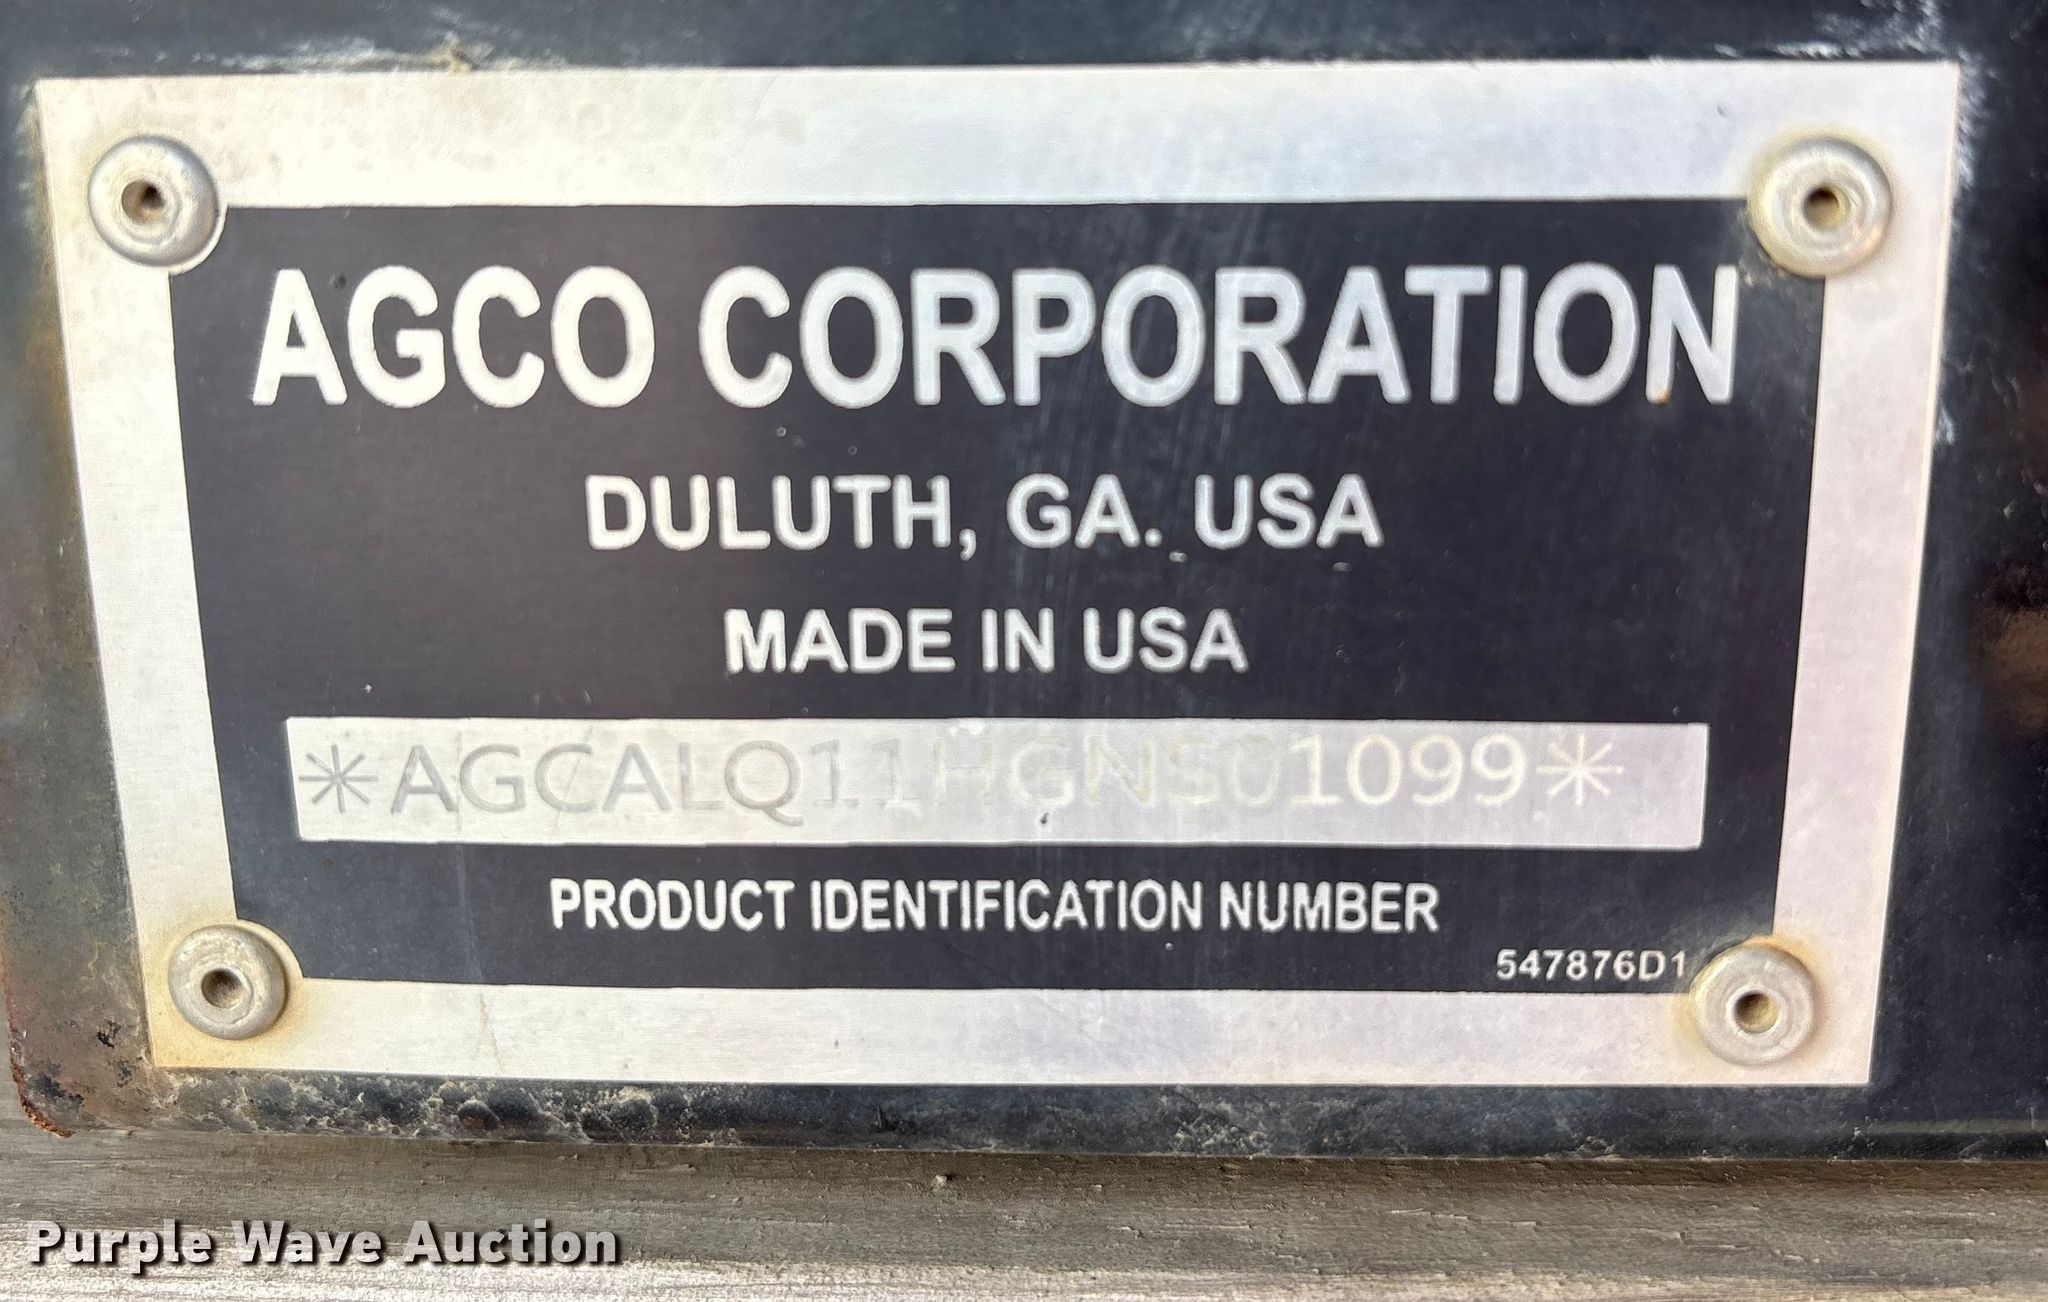 AGCO CORPORATION
DULUTH, GA. USA
MADE IN USA
*AGCALQ11HGNS01099*
PRODUCT IDENTIFICATION NUMBER
547876D1
Purple Wave Auction